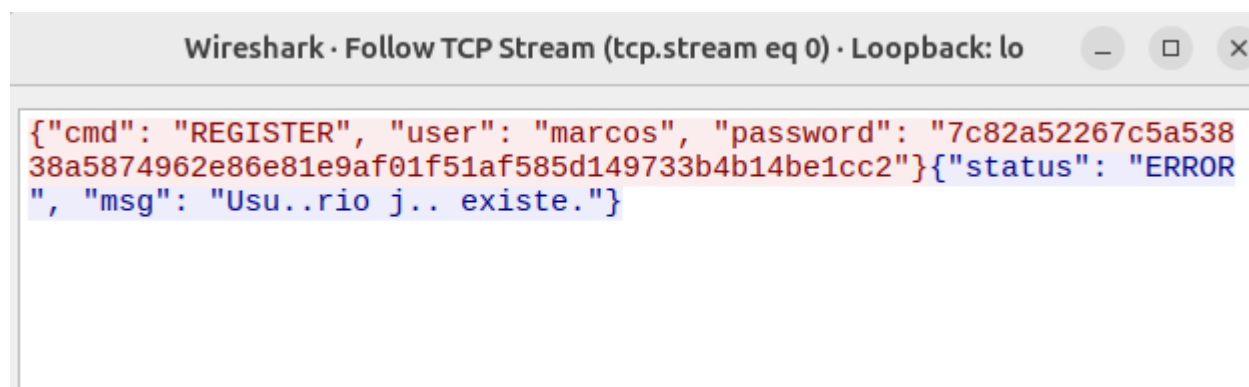 Wireshark · Follow TCP Stream (tcp.stream eq 0) · Loopback: lo
{"cmd": "REGISTER", "user": "marcos", "password": "7c82a52267c5a538
38a5874962e86e81e9af01f51af585d149733b4b14be1cc2"}{"status": "ERROR
", "msg": "Usu..rio j.. existe."}